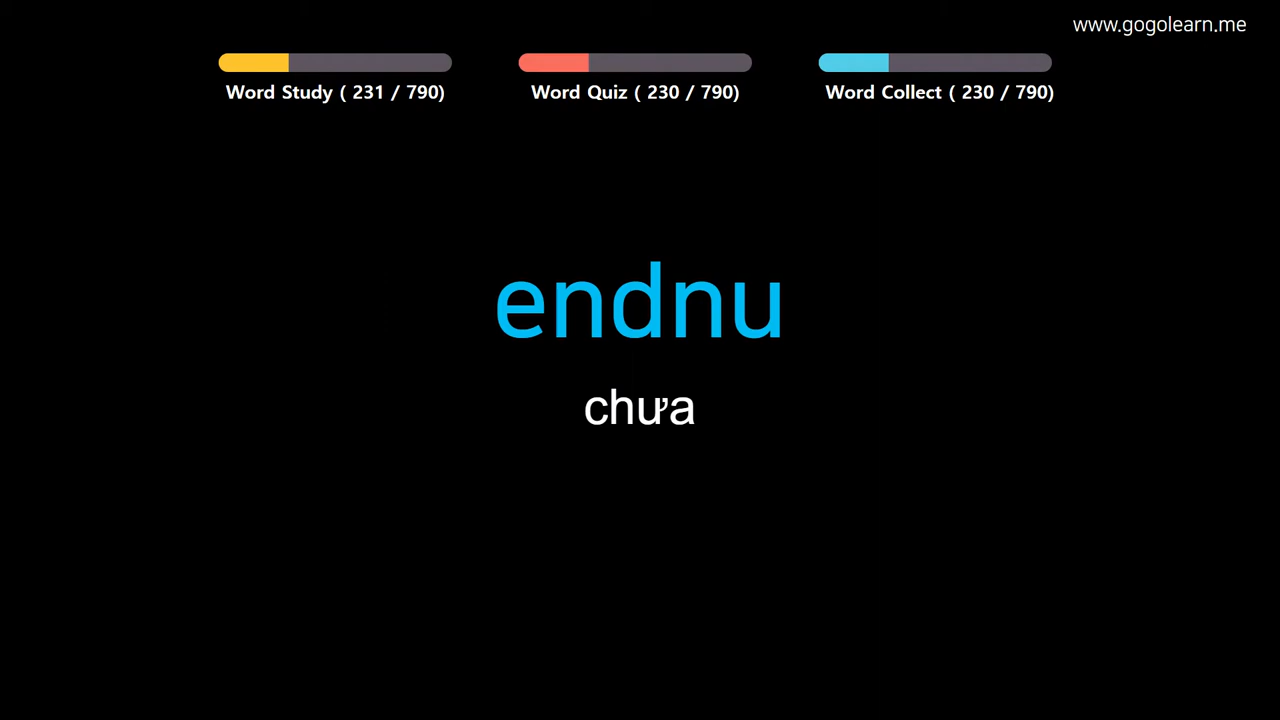 www.gogolearn.me
Word Study ( 231 / 790)
Word Quiz ( 230 / 790)
Word Collect ( 230 / 790)
endnu
chưa